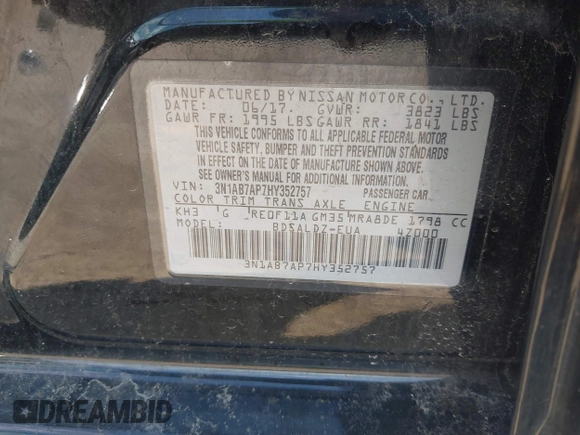 MANUFACTURED BY NISSAN MOTOR CO., LTD.
DATE: 06/17. GVWR: 3823 LBS
GAWR FR: 1995 LBS GAWR RR: 1841 LBS
THIS VEHICLE CONFORMS TO ALL APPLICABLE FEDERAL MOTOR
VEHICLE SAFETY, BUMPER AND THEFT PREVENTION STANDARDS
IN EFFECT ON THE DATE OF MANUFACTURE SHOWN ABOVE.
SEE OWNER'S MANUAL FOR ADDITIONAL INFORMATION.
VIN: 3N1AB7AP7HY352757 PASSENGER CAR
COLOR TRIM TRANS AXLE ENGINE
KH3 G RE0F11A GM35 MRA8DE 1798 CC
MODEL: BDSALDZ-EUA 4Z000
3N1AB7AP7HY352757
DREAMBID